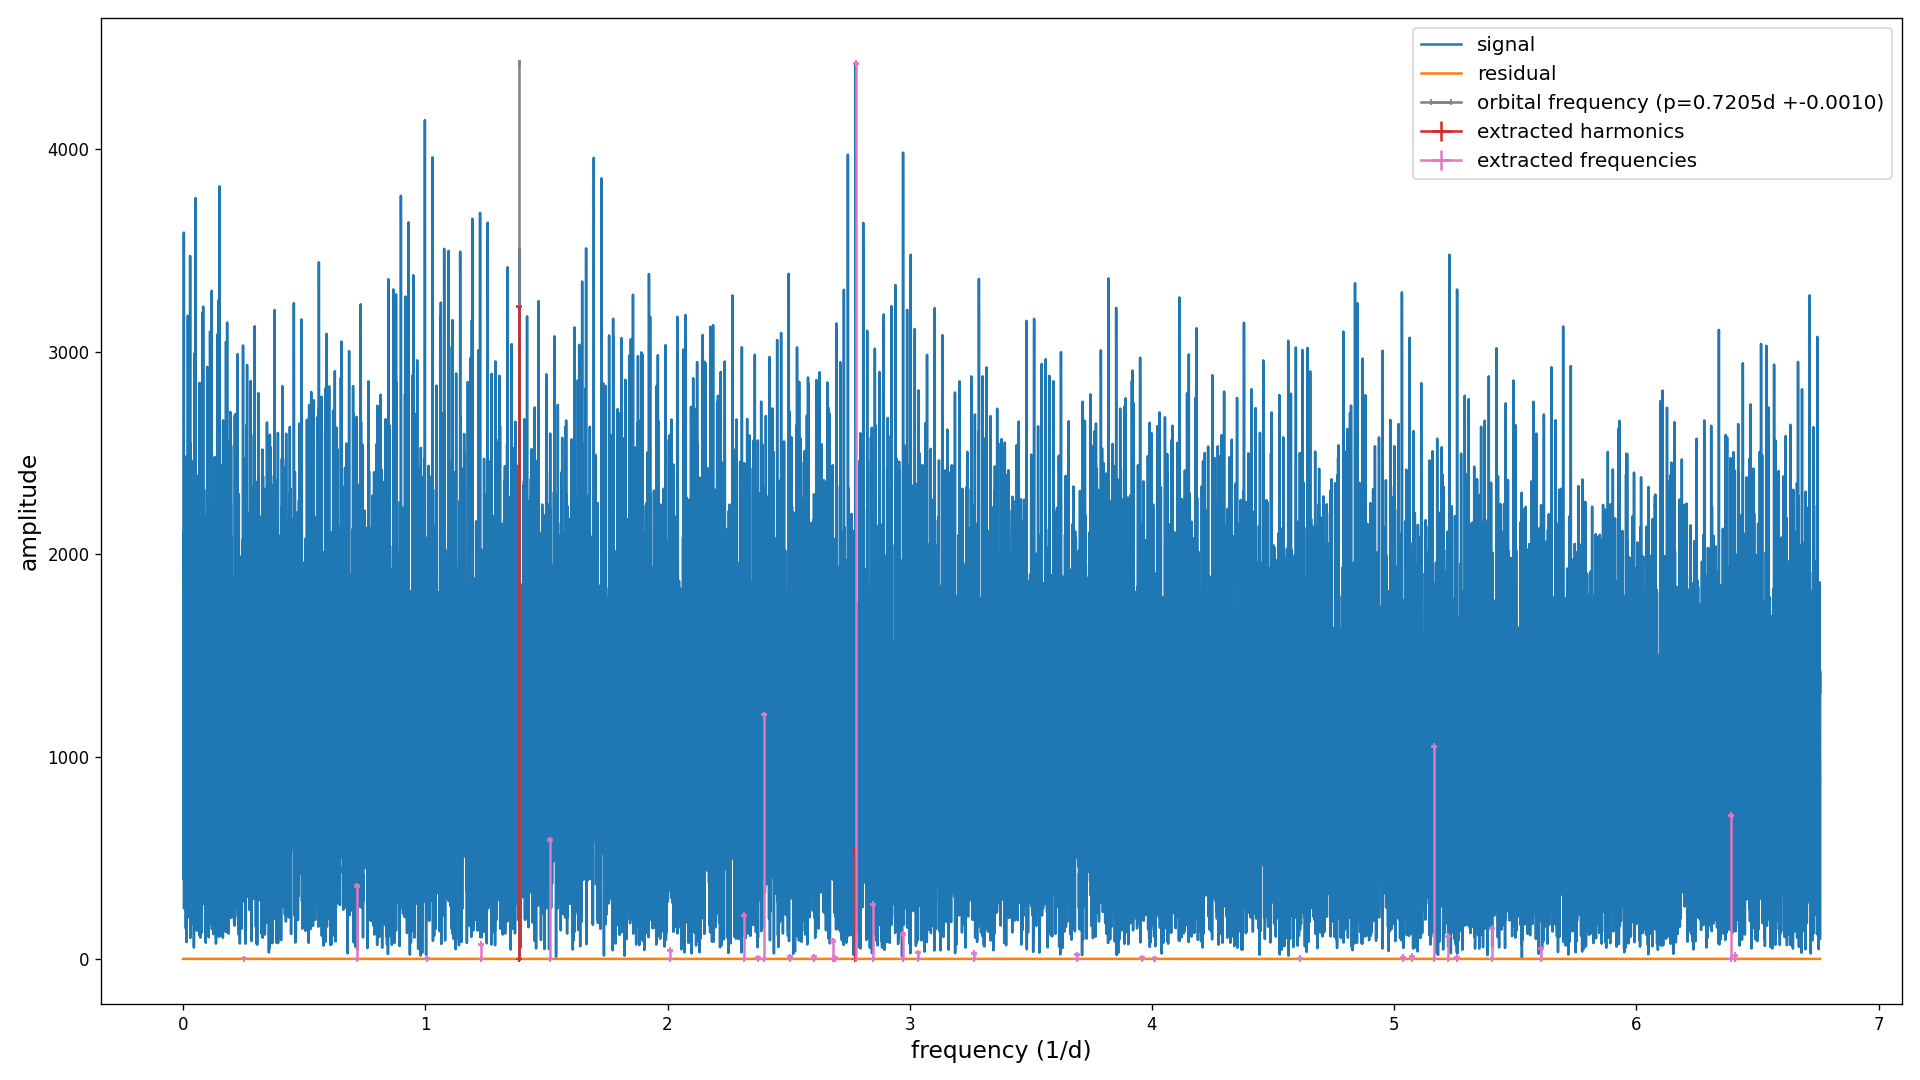 signal
residual
orbital frequency (p=0.7205d +-0.0010)
extracted harmonics
extracted frequencies
amplitude
4000
3000
2000
1000
0
0 1 2 3 4 5 6 7
frequency (1/d)